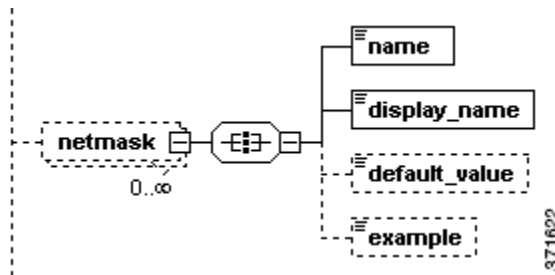 name
display_name
netmask
0..∞
default_value
example
371622